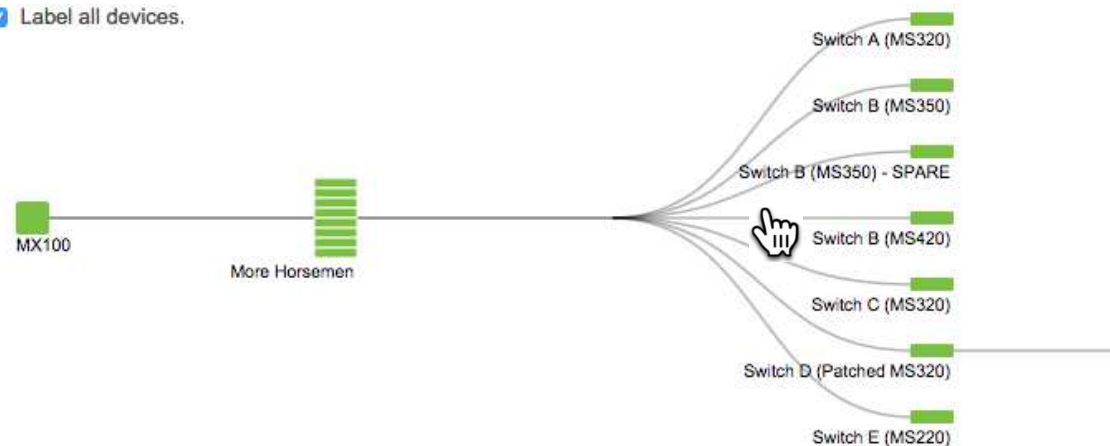 Label all devices.
Switch A (MS320)
Switch B (MS350)
Switch B (MS350) - SPARE
MX100
Switch B (MS420)
More Horsemen
Switch C (MS320)
Switch D (Patched MS320)
Switch E (MS220)